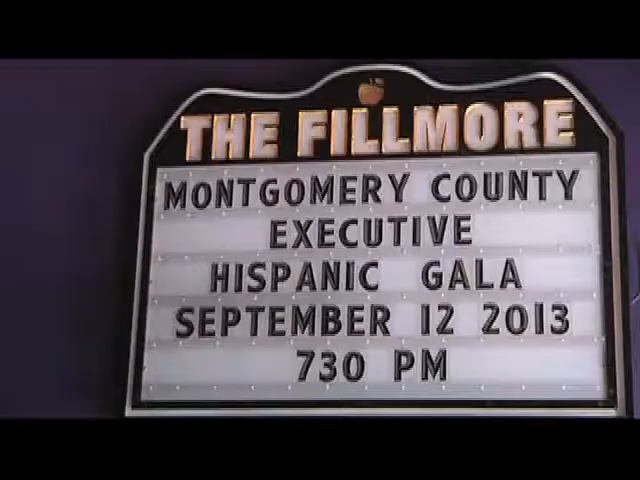 THE FILLMORE
MONTGOMERY COUNTY
EXECUTIVE
HISPANIC GALA
SEPTEMBER 12 2013
730 PM